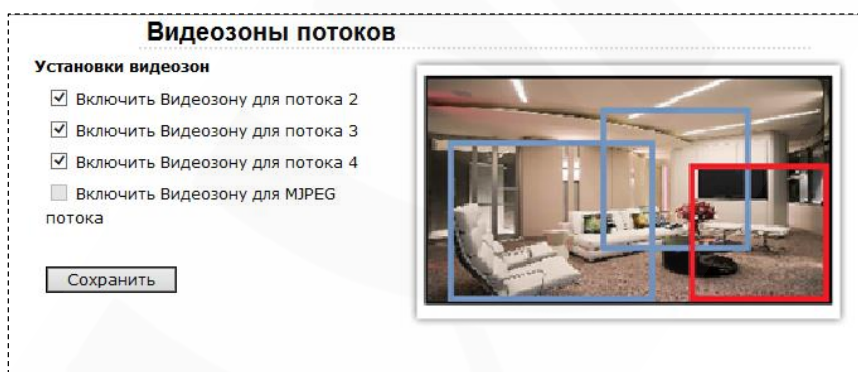 Видеозоны потоков
Установки видеозон
Включить Видеозону для потока 2
Включить Видеозону для потока 3
Включить Видеозону для потока 4
Включить Видеозону для MJPEG
потока
Сохранить